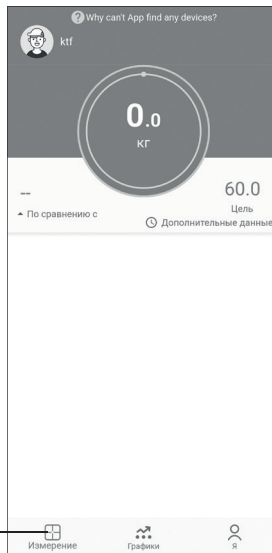 Why can't App find any devices?
ktf
0.0
кг
--
60.0
Цель
По сравнению с
Дополнительные данные
Измерение
Графики
Я